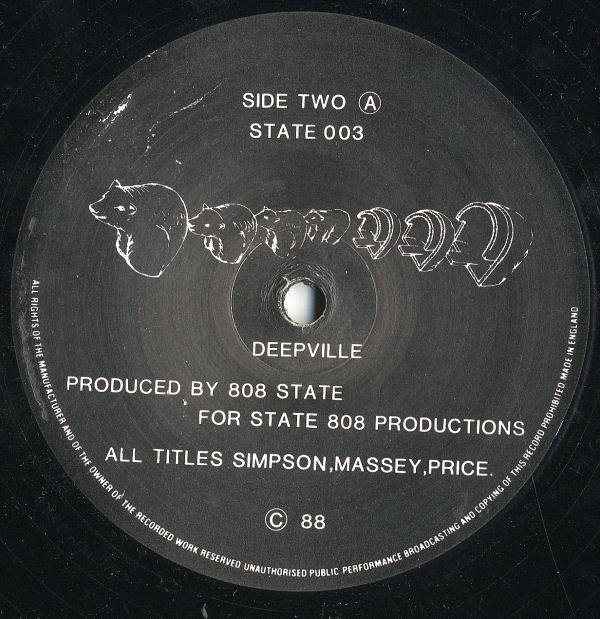 SIDE TWO Ⓐ
STATE 003
DEEPVILLE
PRODUCED BY 808 STATE
FOR STATE 808 PRODUCTIONS
ALL TITLES SIMPSON,MASSEY,PRICE.
© 88
ALL RIGHTS OF THE MANUFACTURER AND OF THE OWNER OF THE RECORDED WORK RESERVED UNAUTHORISED PUBLIC PERFORMANCE BROADCASTING AND COPYING OF THIS RECORD PROHIBITED MADE IN ENGLAND